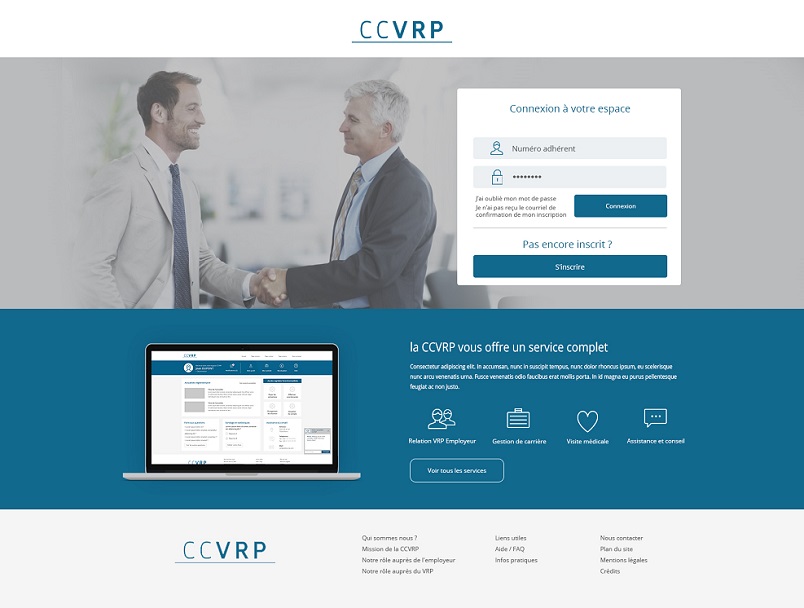 CCVRP
Connexion à votre espace
Numéro adhérent
J'ai oublié mon mot de passe
Je n'ai pas reçu le courriel de
confirmation de mon inscription
Connexion
Pas encore inscrit ?
S'inscrire
la CCVRP vous offre un service complet
Consectetur adipiscing elit. In accumsan, nunc in suscipit tempus, nunc dolor rhoncus ipsum, eu scelerisque
nunc arcu venenatis urna. Fusce venenatis odio faucibus erat mollis porta. In id magna eu purus pellentesque
feugiat ac non justo.
Relation VRP Employeur
Gestion de carrière
Visite médicale
Assistance et conseil
Voir tous les services
CCVRP
CCVRP
CCVRP
Qui sommes nous ?
Mission de la CCVRP
Notre rôle auprès de l'employeur
Notre rôle auprès du VRP
Liens utiles
Aide / FAQ
Infos pratiques
Nous contacter
Plan du site
Mentions légales
Crédits